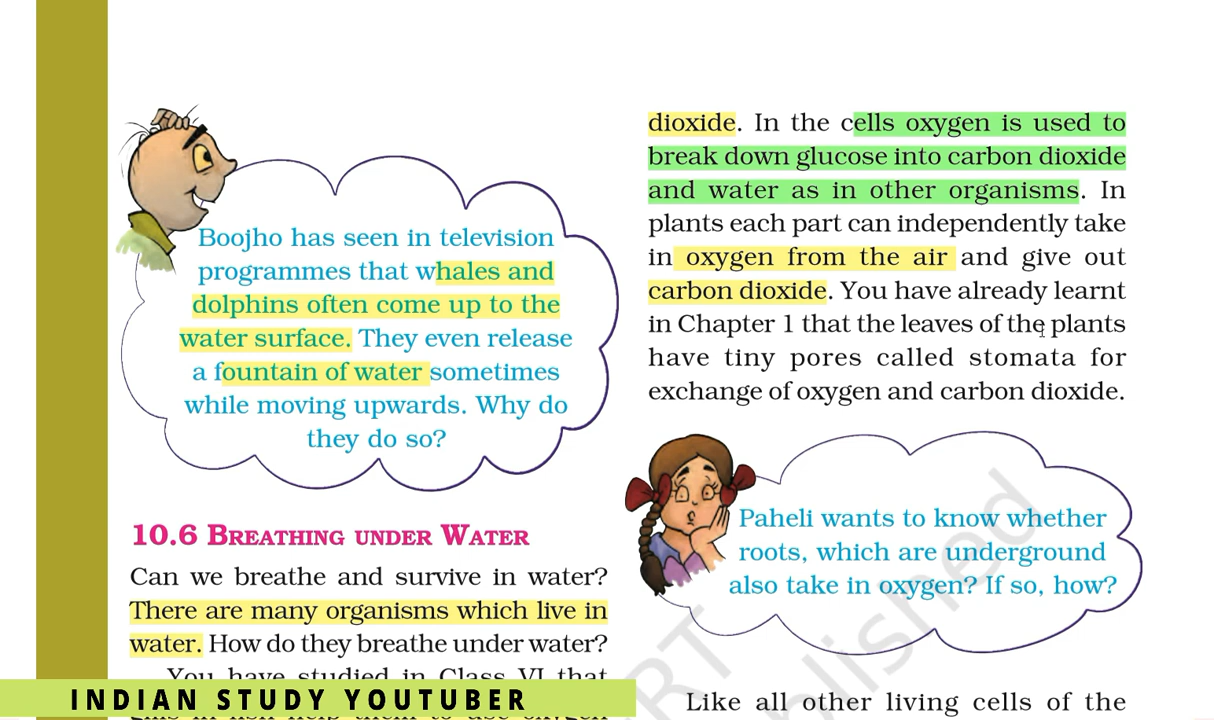 Boojho has seen in television
programmes that whales and
dolphins often come up to the
water surface. They even release
a fountain of water sometimes
while moving upwards. Why do
they do so?
10.6 BREATHING UNDER WATER
Can we breathe and survive in water?
There are many organisms which live in
water. How do they breathe under water?
You have studied in Class VI that
gills in fish help them to use oxygen
dioxide. In the cells oxygen is used to
break down glucose into carbon dioxide
and water as in other organisms. In
plants each part can independently take
in oxygen from the air and give out
carbon dioxide. You have already learnt
in Chapter 1 that the leaves of the plants
have tiny pores called stomata for
exchange of oxygen and carbon dioxide.
Paheli wants to know whether
roots, which are underground
also take in oxygen? If so, how?
Like all other living cells of the
INDIAN STUDY YOUTUBER